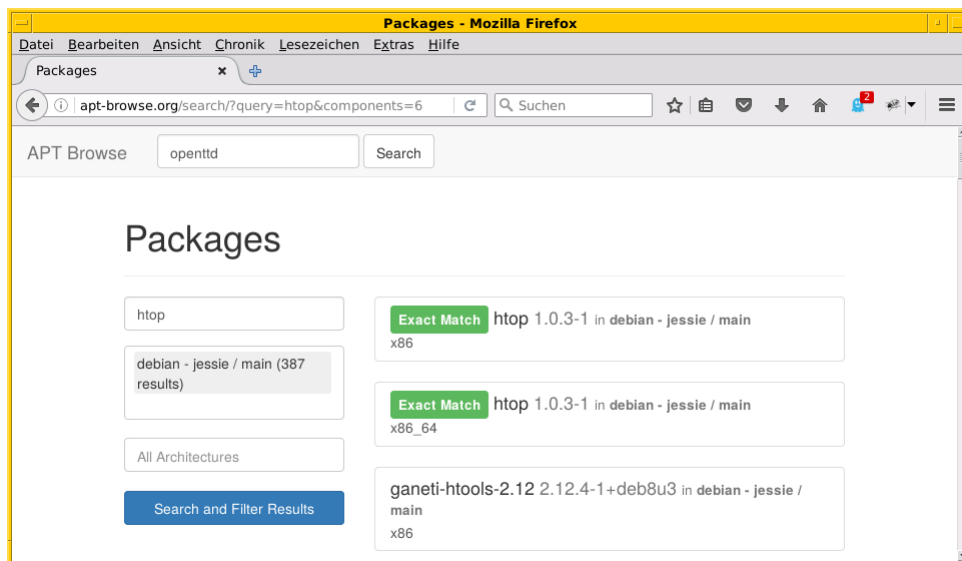 Packages - Mozilla Firefox
Datei Bearbeiten Ansicht Chronik Lesezeichen Extras Hilfe
Packages
apt-browse.org/search/?query=htop&components=6
Suchen
2
APT Browse
openttd
Search
Packages
htop
debian - jessie / main (387
results)
All Architectures
Search and Filter Results
Exact Match htop 1.0.3-1 in debian - jessie / main
x86
Exact Match htop 1.0.3-1 in debian - jessie / main
x86_64
ganeti-htools-2.12 2.12.4-1+deb8u3 in debian - jessie /
main
x86